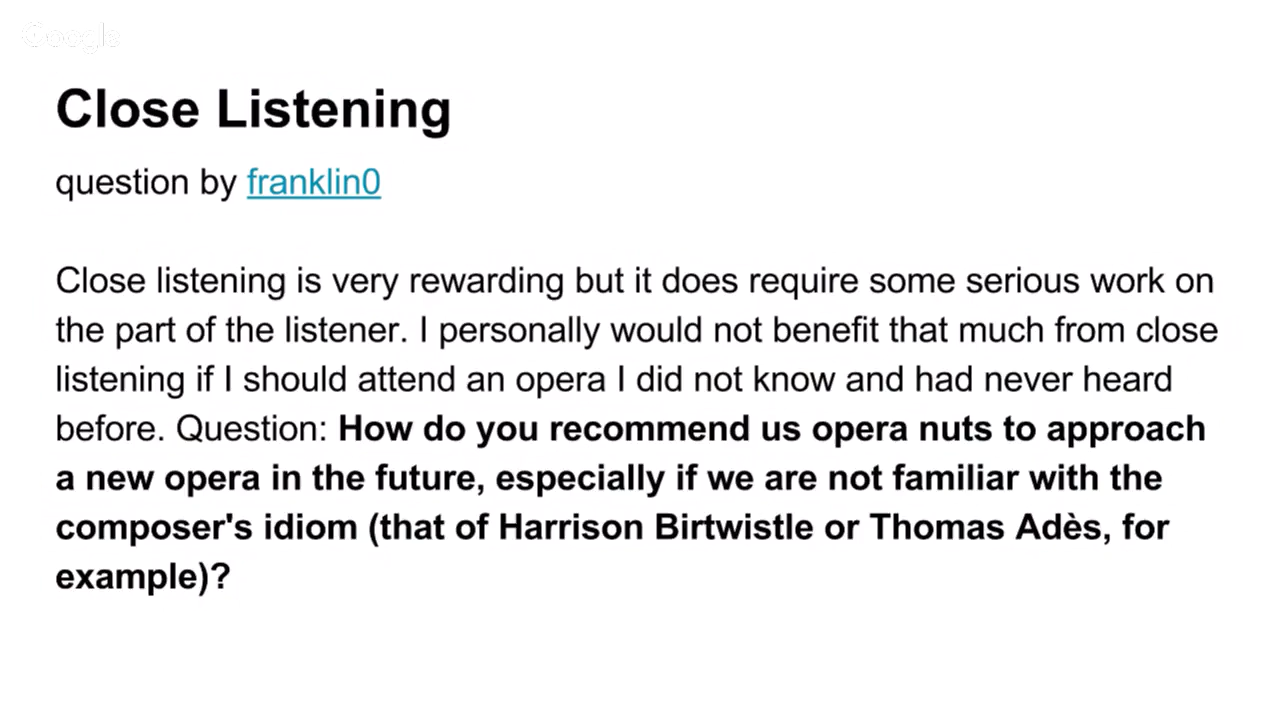 Google
Close Listening
question by franklin0
Close listening is very rewarding but it does require some serious work on
the part of the listener. I personally would not benefit that much from close
listening if I should attend an opera I did not know and had never heard
before. Question: How do you recommend us opera nuts to approach
a new opera in the future, especially if we are not familiar with the
composer's idiom (that of Harrison Birtwistle or Thomas Adès, for
example)?